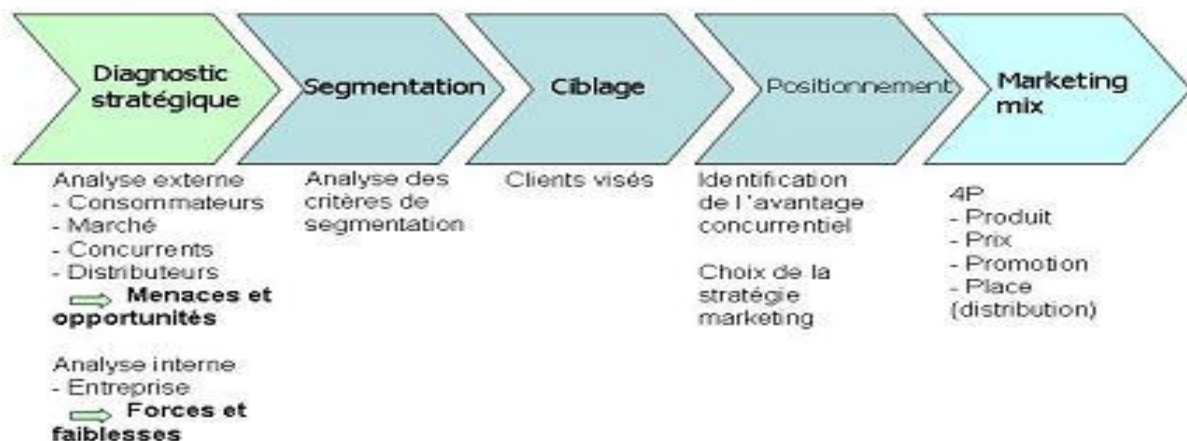 Diagnostic
stratégique
Segmentation
Ciblage
Positionnement
Marketing
mix
Analyse externe
- Consommateurs
- Marché
- Concurrents
- Distributeurs
Menaces et
opportunités
Analyse interne
- Entreprise
Forces et
faiblesses
Analyse des
critères de
segmentation
Clients visés
Identification
de l'avantage
concurrentiel
Choix de la
stratégie
marketing
4P
- Produit
- Prix
- Promotion
- Place
(distribution)